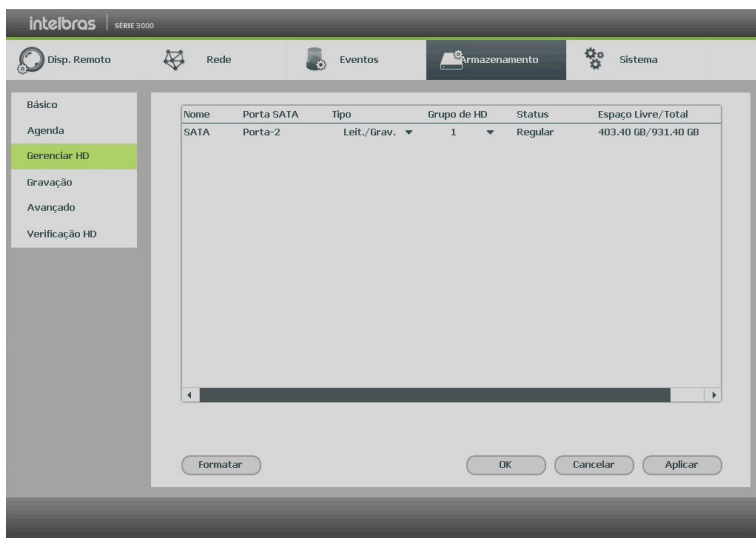 intelbras | SÉRIE 3000
Disp. Remoto Rede Eventos Armazenamento Sistema
Básico
Agenda
Gerenciar HD
Gravação
Avançado
Verificação HD
Nome Porta SATA Tipo Grupo de HD Status Espaço Livre/Total
SATA Porta-2 Leit./Grav. 1 Regular 403.40 GB/931.40 GB
Formatar OK Cancelar Aplicar